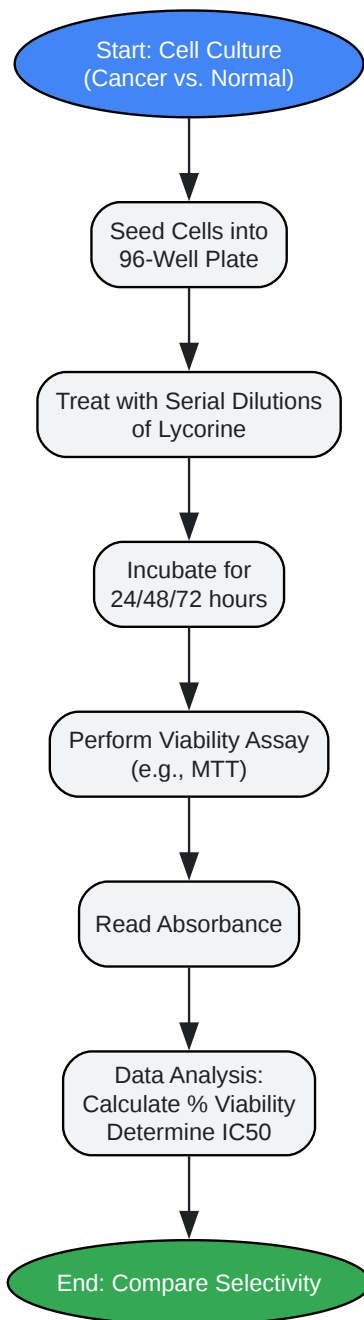 Start: Cell Culture
(Cancer vs. Normal)
Seed Cells into
96-Well Plate
Treat with Serial Dilutions
of Lycorine
Incubate for
24/48/72 hours
Perform Viability Assay
(e.g., MTT)
Read Absorbance
Data Analysis:
Calculate % Viability
Determine IC50
End: Compare Selectivity